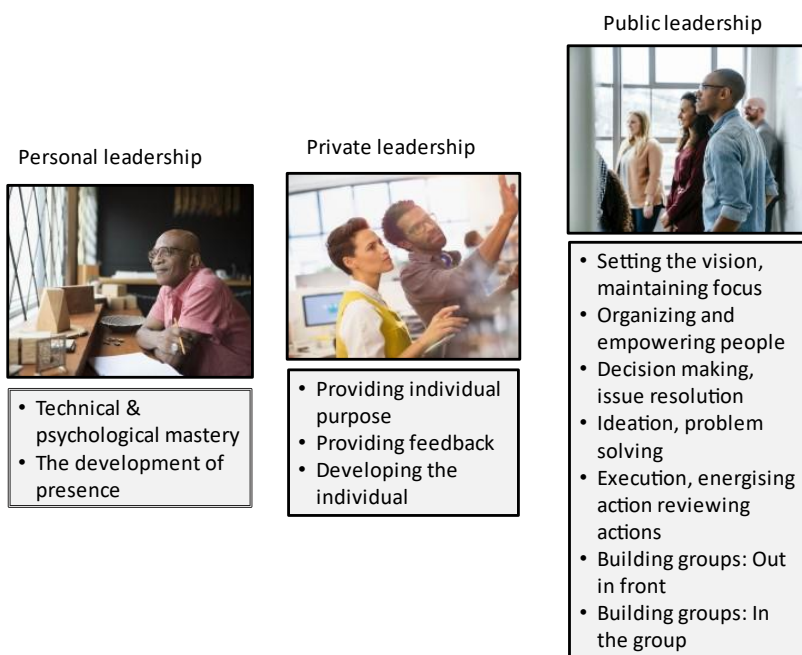 Personal leadership
• Technical &
psychological mastery
• The development of
presence
Private leadership
• Providing individual
purpose
• Providing feedback
• Developing the
individual
Public leadership
• Setting the vision,
maintaining focus
• Organizing and
empowering people
• Decision making,
issue resolution
• Ideation, problem
solving
• Execution, energising
action reviewing
actions
• Building groups: Out
in front
• Building groups: In
the group